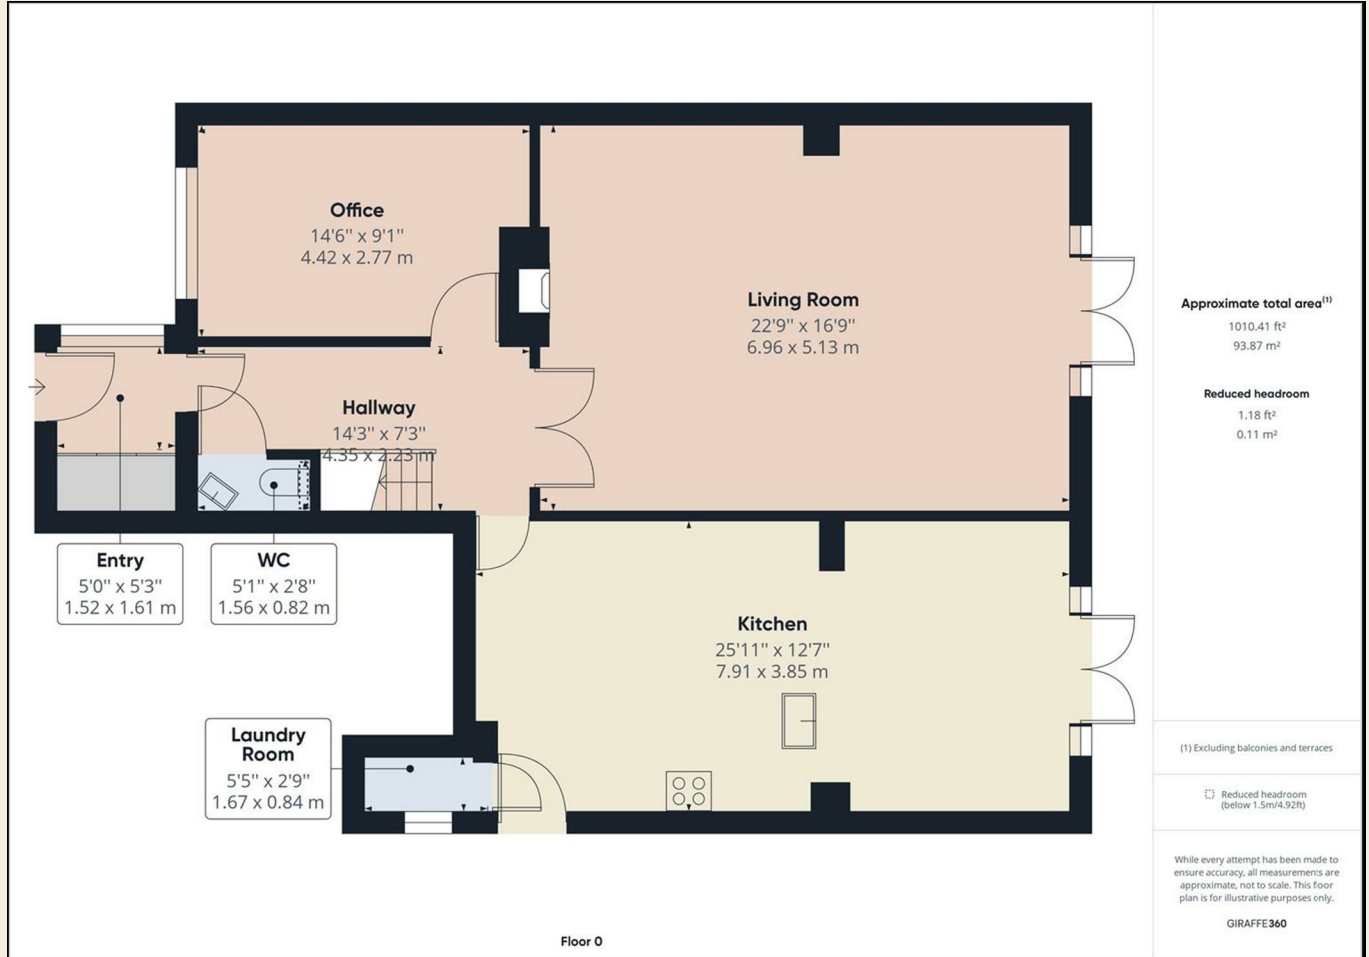 Office
14'6" x 9'1"
4.42 x 2.77 m
Living Room
22'9" x 16'9"
6.96 x 5.13 m
Hallway
14'3" x 7'3"
4.35 x 2.23 m
Entry
5'0" x 5'3"
1.52 x 1.61 m
WC
5'1" x 2'8"
1.56 x 0.82 m
Kitchen
25'11" x 12'7"
7.91 x 3.85 m
Laundry
Room
5'5" x 2'9"
1.67 x 0.84 m
Floor 0
Approximate total area(1)
1010.41 ft²
93.87 m²
Reduced headroom
1.18 ft²
0.11 m²
(1) Excluding balconies and terraces
Reduced headroom
(below 1.5m/4.92ft)
While every attempt has been made to
ensure accuracy, all measurements are
approximate, not to scale. This floor
plan is for illustrative purposes only.
GIRAFFE360